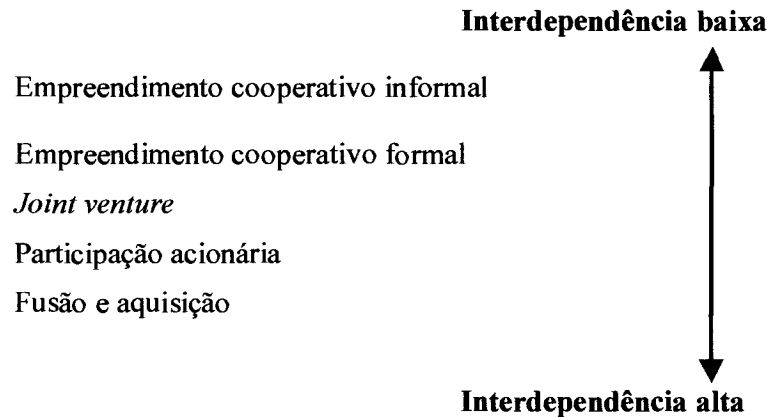 Interdependência baixa
Empreendimento cooperativo informal
Empreendimento cooperativo formal
Joint venture
Participação acionária
Fusão e aquisição
Interdependência alta